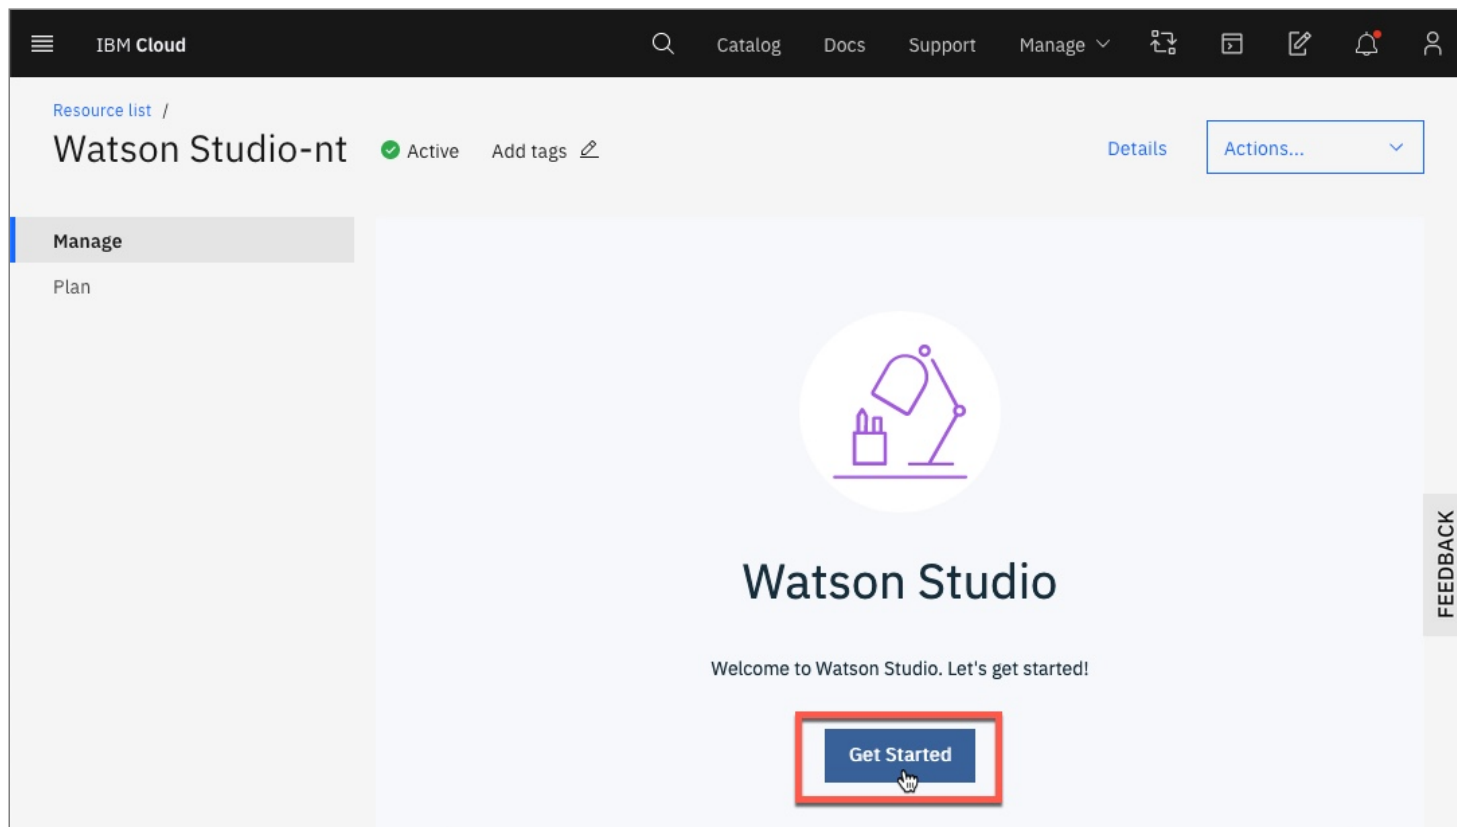 IBM Cloud Catalog Docs Support Manage
Resource list /
Watson Studio-nt Active Add tags Details Actions...
Manage
Plan
Watson Studio
Welcome to Watson Studio. Let's get started!
Get Started
FEEDBACK